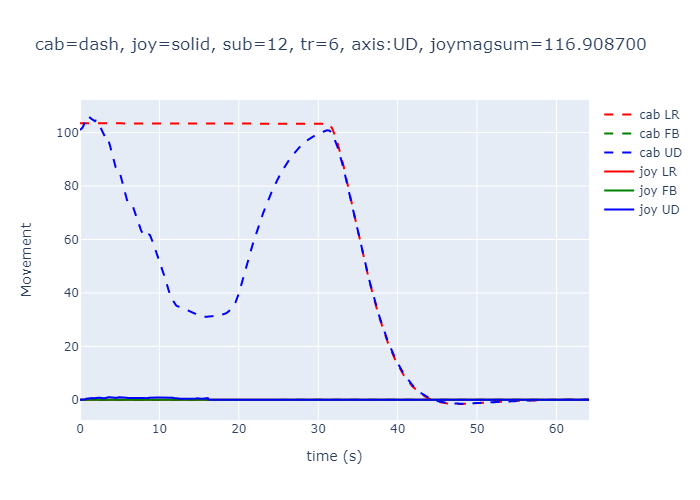 cab=dash, joy=solid, sub=12, tr=6, axis:UD, joymagsum=116.908700
cab LR
cab FB
cab UD
joy LR
joy FB
joy UD
Movement
100
80
60
40
20
0
0 10 20 30 40 50 60
time (s)